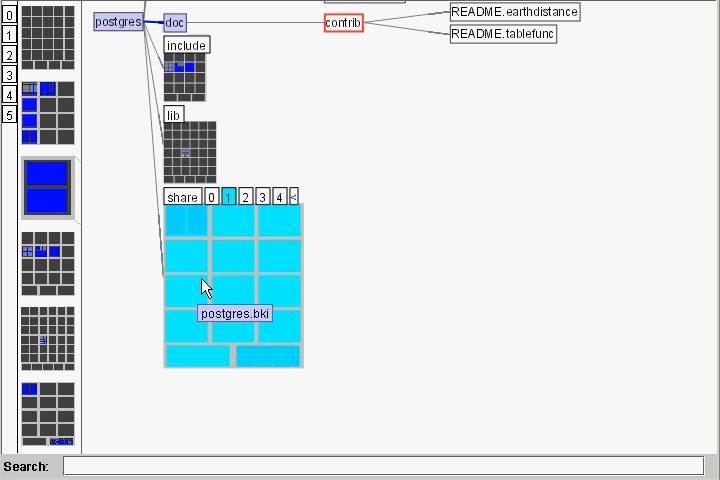 0
1
2
3
4
5
postgres doc contrib README.earthdistance
README.tablefunc
include
lib
share 0 1 2 3 4 <
postgres.bki
Search: